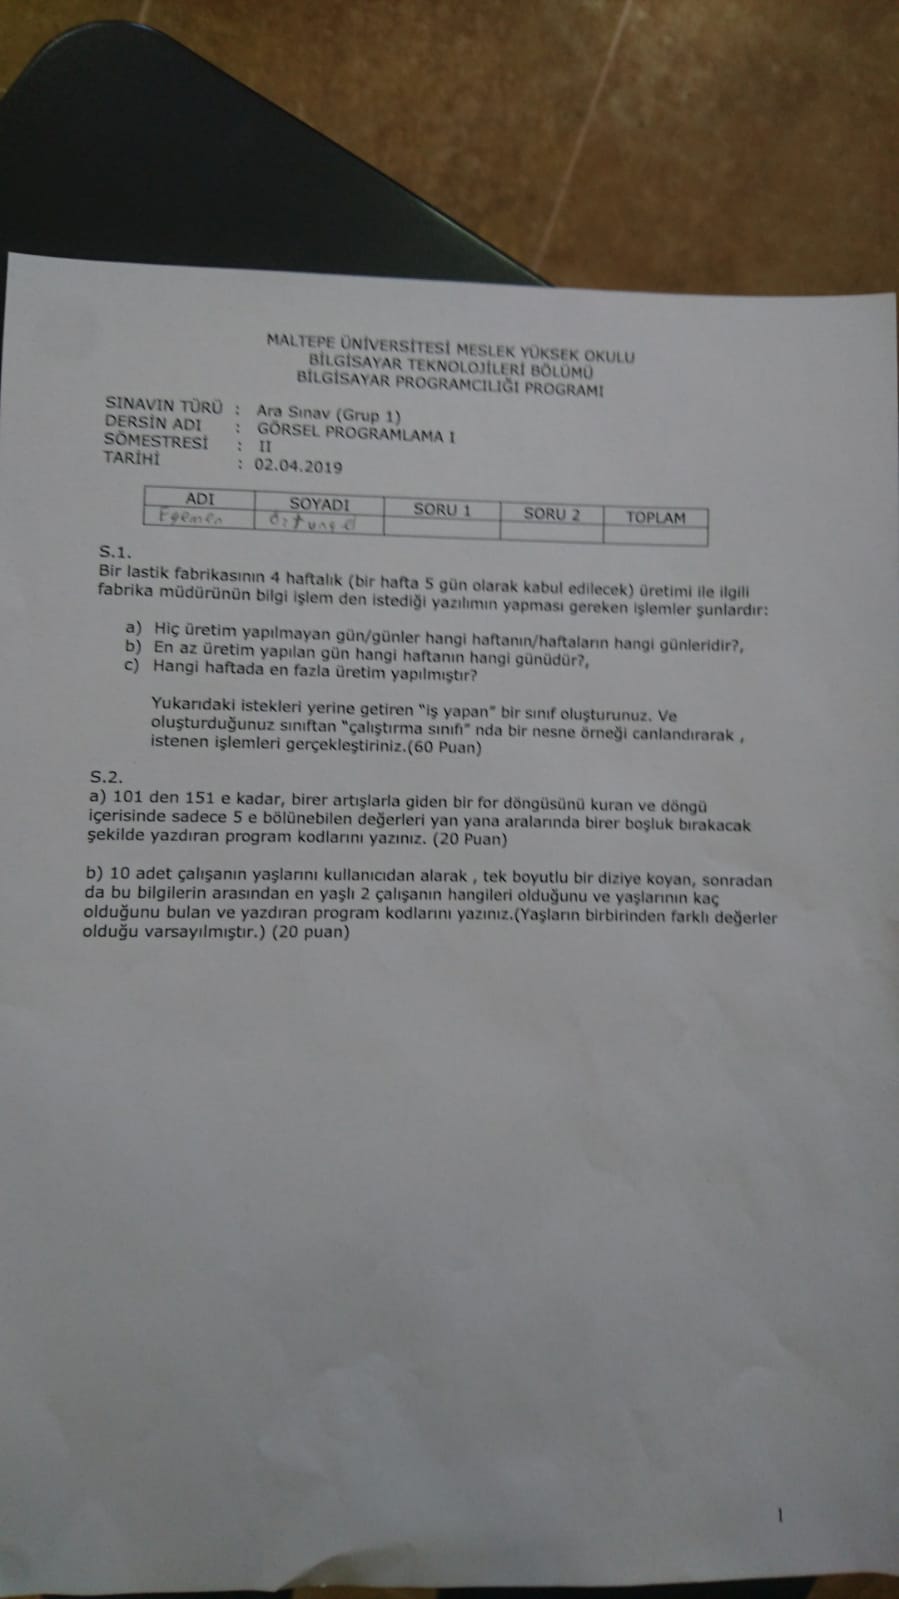 MALTEPE ÜNİVERSİTESİ MESLEK YÜKSEK OKULU
BİLGİSAYAR TEKNOLOJİLERİ BÖLÜMÜ
BİLGİSAYAR PROGRAMCILIĞI PROGRAMI
SINAVIN TÜRÜ : Ara Sınav (Grup 1)
DERSİN ADI : GÖRSEL PROGRAMLAMA I
SÖMESTRESİ : II
TARİHİ : 02.04.2019
ADI SOYADI SORU 1 SORU 2 TOPLAM
Egemen
S.1.
Bir lastik fabrikasının 4 haftalık (bir hafta 5 gün olarak kabul edilecek) üretimi ile ilgili
fabrika müdürünün bilgi işlem den istediği yazılımın yapması gereken işlemler şunlardır:
a) Hiç üretim yapılmayan gün/günler hangi haftanın/haftaların hangi günleridir?,
b) En az üretim yapılan gün hangi haftanın hangi günüdür?,
c) Hangi haftada en fazla üretim yapılmıştır?
Yukarıdaki istekleri yerine getiren “iş yapan” bir sınıf oluşturunuz. Ve
oluşturduğunuz sınıftan “çalıştırma sınıfı” nda bir nesne örneği canlandırarak ,
istenen işlemleri gerçekleştiriniz.(60 Puan)
S.2.
a) 101 den 151 e kadar, birer artışlarla giden bir for döngüsünü kuran ve döngü
içerisinde sadece 5 e bölünebilen değerleri yan yana aralarında birer boşluk bırakacak
şekilde yazdıran program kodlarını yazınız. (20 Puan)
b) 10 adet çalışanın yaşlarını kullanıcıdan alarak , tek boyutlu bir diziye koyan, sonradan
da bu bilgilerin arasından en yaşlı 2 çalışanın hangileri olduğunu ve yaşlarının kaç
olduğunu bulan ve yazdıran program kodlarını yazınız.(Yaşların birbirinden farklı değerler
olduğu varsayılmıştır.) (20 puan)
1